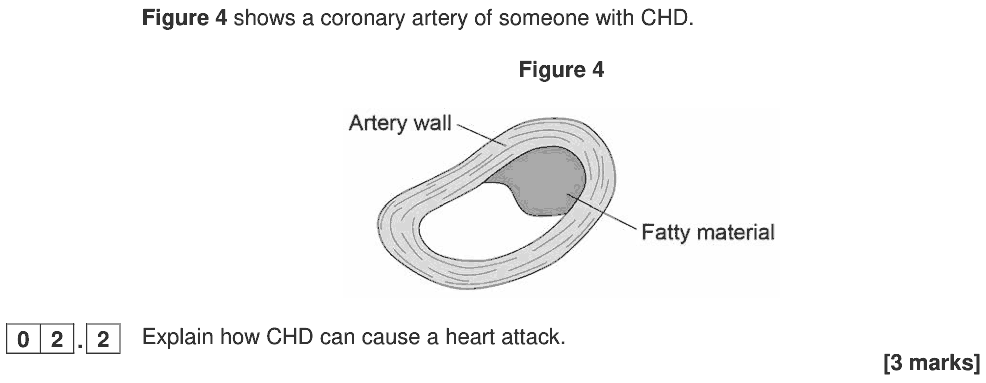 Figure 4 shows a coronary artery of someone with CHD.
Figure 4
Artery wall
Fatty material
0 2 . 2 Explain how CHD can cause a heart attack.
[3 marks]